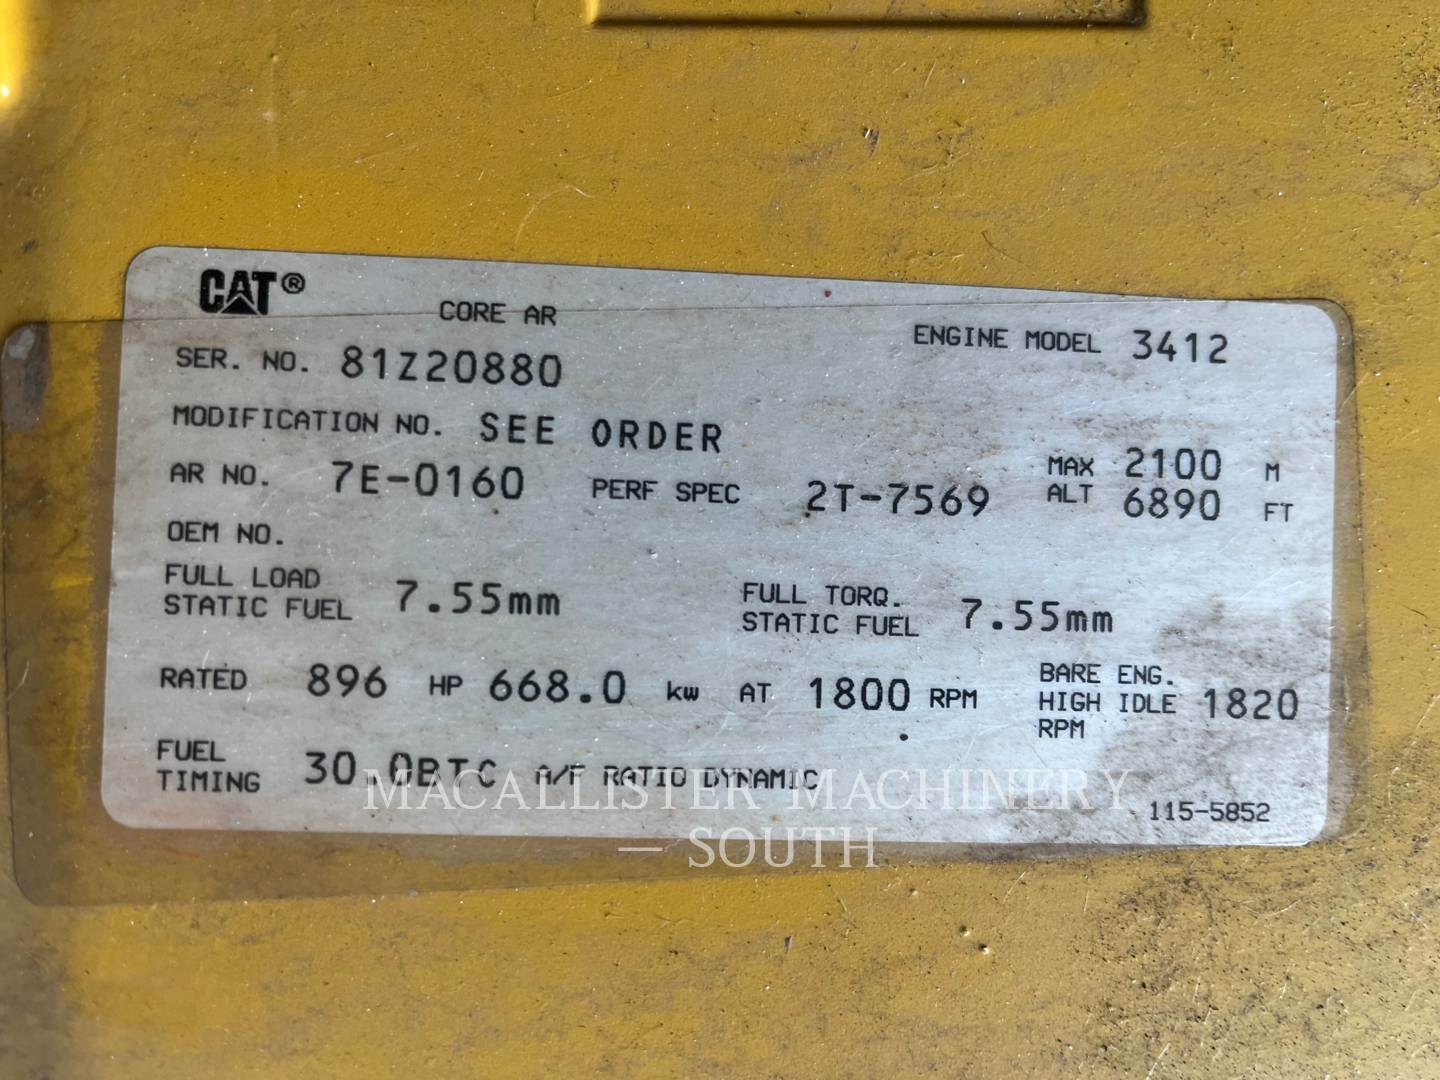 CAT®
CORE AR
ENGINE MODEL 3412
SER. NO. 81Z20880
MODIFICATION NO. SEE ORDER
AR NO. 7E-0160 PERF SPEC 2T-7569
MAX ALT 2100 M
6890 FT
OEM NO.
FULL LOAD
STATIC FUEL 7.55mm
FULL TORQ.
STATIC FUEL 7.55mm
RATED 896 HP 668.0 kw AT 1800 RPM
BARE ENG.
HIGH IDLE 1820
RPM
FUEL
TIMING 30.0BTC A/F RATIO DYNAMIC
115-5852
MACALLISTER MACHINERY
— SOUTH